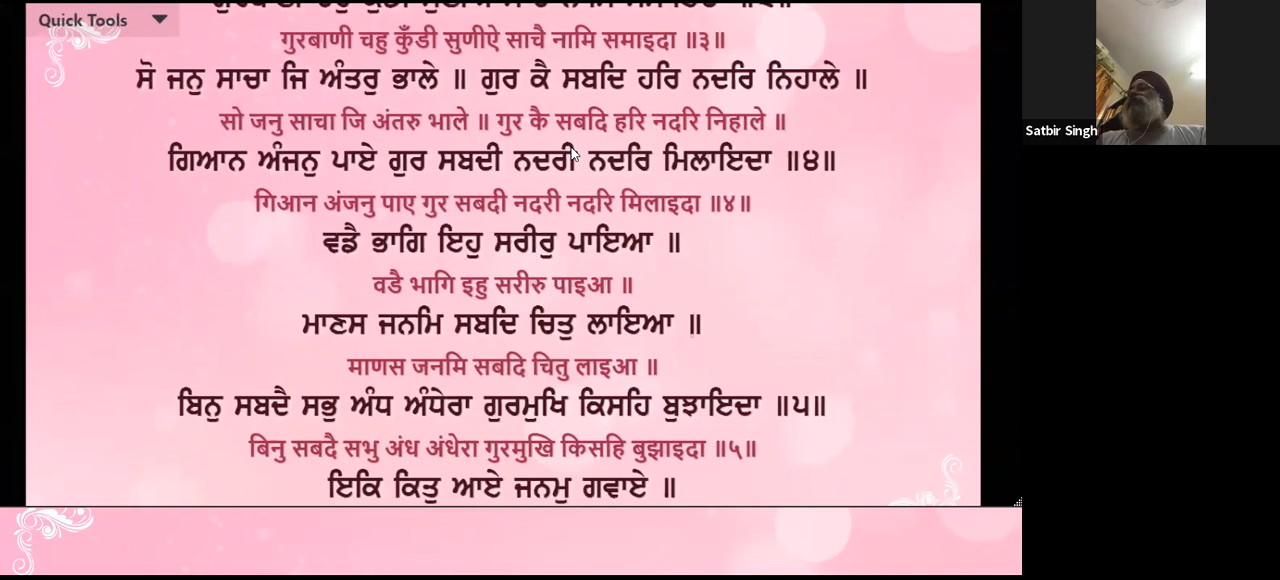 Quick Tools
गुरबाणी चहु कुँडी सुणीऐ साचै नामि समाइदा ॥३॥
ਸੋ ਜਨੁ ਸਾਚਾ ਜਿ ਅੰਤਰੁ ਭਾਲੇ ॥ ਗੁਰ ਕੈ ਸਬਦਿ ਹਰਿ ਨਦਰਿ ਨਿਹਾਲੇ ॥
सो जनु साचा जि अंतरु भाले ॥ गुर कै सबदि हरि नदरि निहाले ॥
ਗਿਆਨ ਅੰਜਨੁ ਪਾਏ ਗੁਰ ਸਬਦੀ ਨਦਰੀ ਨਦਰਿ ਮਿਲਾਇਦਾ ॥੪॥
गिआन अंजनु पाए गुर सबदी नदरी नदरि मिलाइदा ॥४॥
ਵਡੈ ਭਾਗਿ ਇਹੁ ਸਰੀਰੁ ਪਾਇਆ ॥
वडै भागि इहु सरीरु पाइआ ॥
ਮਾਣਸ ਜਨਮਿ ਸਬਦਿ ਚਿਤੁ ਲਾਇਆ ॥
माणस जनमि सबदि चितु लाइआ ॥
ਬਿਨੁ ਸਬਦੈ ਸਭੁ ਅੰਧ ਅੰਧੇਰਾ ਗੁਰਮੁਖਿ ਕਿਸਹਿ ਬੁਝਾਇਦਾ ॥੫॥
बिनु सबदै सभु अंध अंधेरा गुरमुखि किसहि बुझाइदा ॥५॥
ਇਕਿ ਕਿਤੁ ਆਏ ਜਨਮੁ ਗਵਾਏ ॥
Satbir Singh